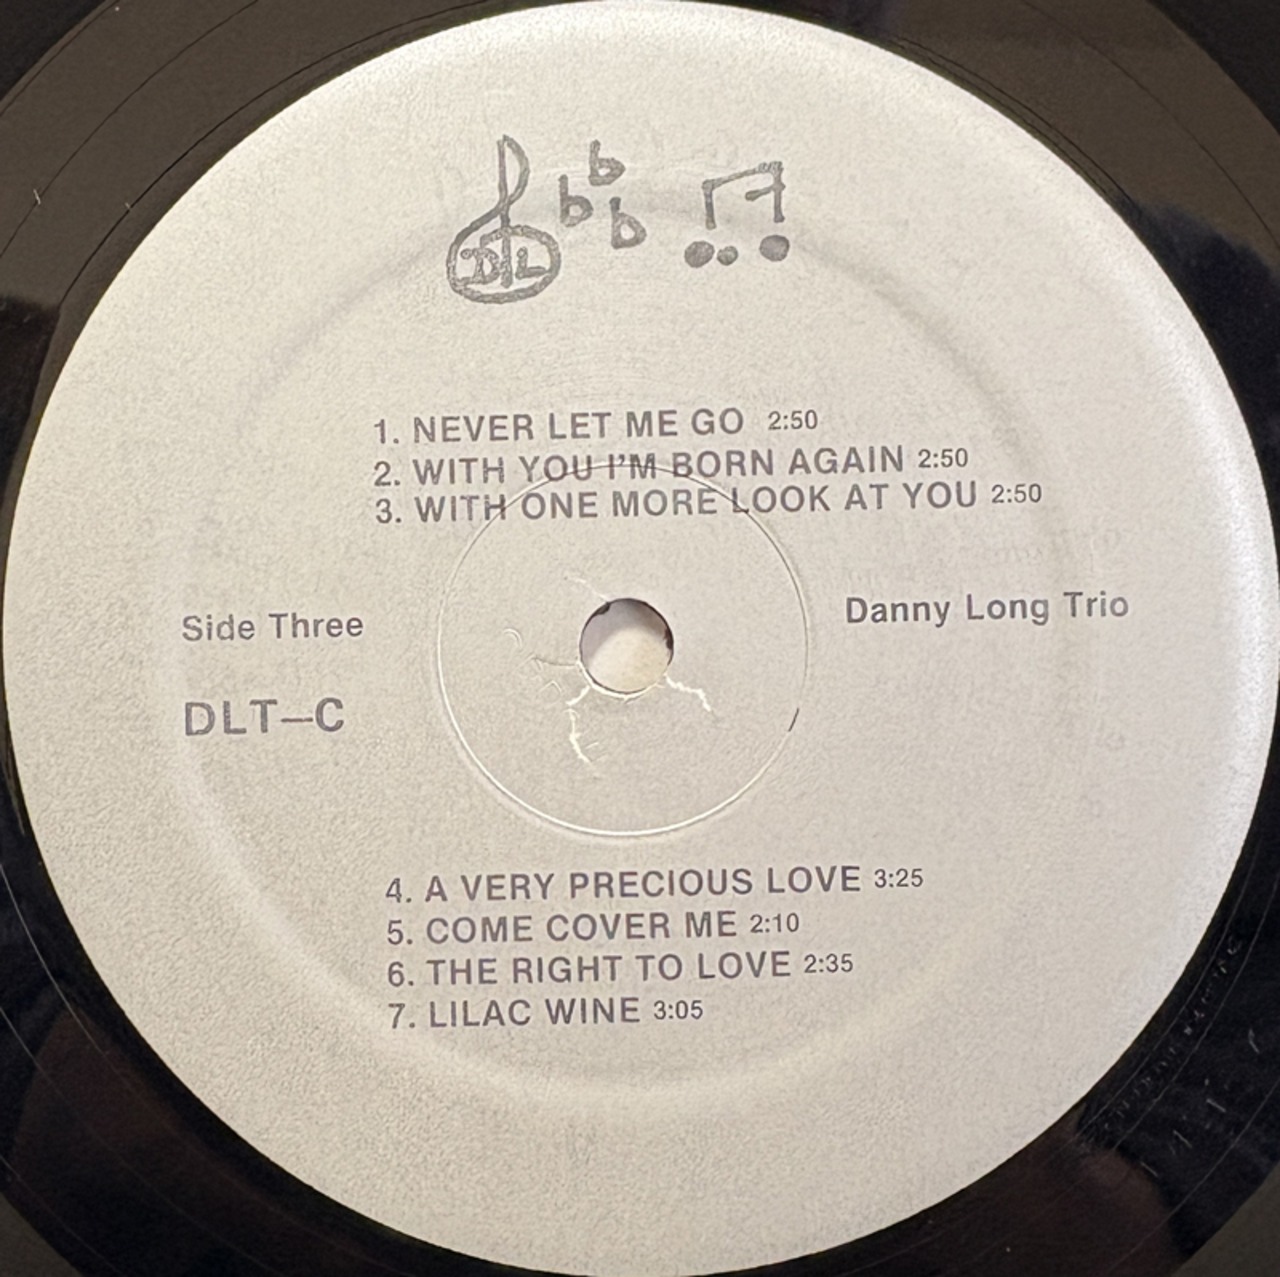 DL
b
b
b
1. NEVER LET ME GO 2:50
2. WITH YOU I'M BORN AGAIN 2:50
3. WITH ONE MORE LOOK AT YOU 2:50
Side Three
Danny Long Trio
DLT—C
4. A VERY PRECIOUS LOVE 3:25
5. COME COVER ME 2:10
6. THE RIGHT TO LOVE 2:35
7. LILAC WINE 3:05